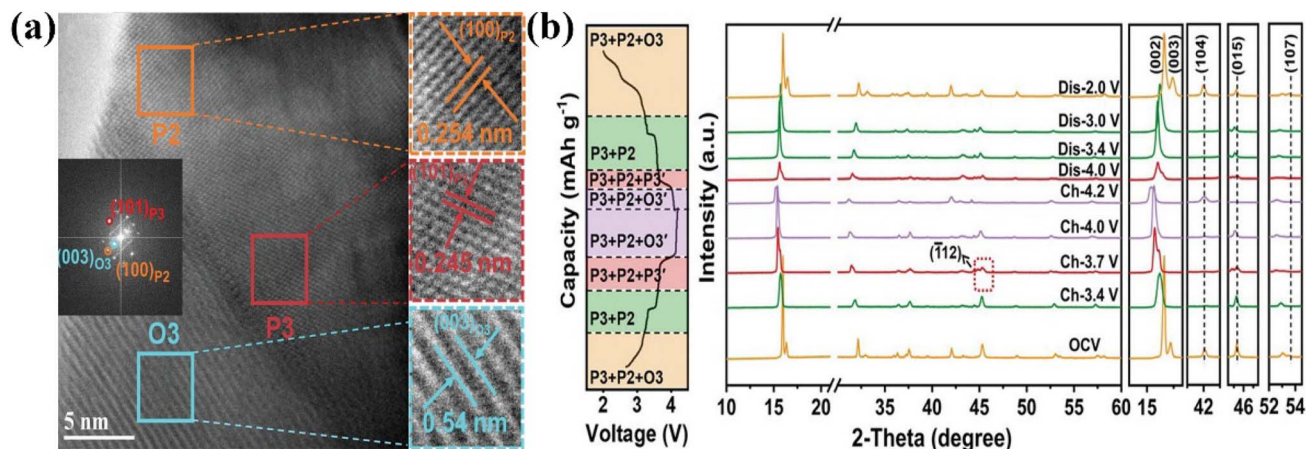 (a)
P2
(101)P3
(003)O3
(100)P2
P3
O3
5 nm
(100)P2
0.254 nm
0.245 nm
(003)O3
0.54 nm
(b)
Capacity (mAh g⁻¹)
P3+P2+O3
P3+P2
P3+P2+P3′
P3+P2+O3′
P3+P2+O3′
P3+P2+P3′
P3+P2
P3+P2+O3
2 3 4
Voltage (V)
Intensity (a.u.)
Dis-2.0 V
Dis-3.0 V
Dis-3.4 V
Dis-4.0 V
Ch-4.2 V
Ch-4.0 V
(1̅12)
Ch-3.7 V
Ch-3.4 V
OCV
(002)
(003)
(104)
(015)
(107)
10 15 20 35 40 45 50 55 60 15 42 46 52 54
2-Theta (degree)